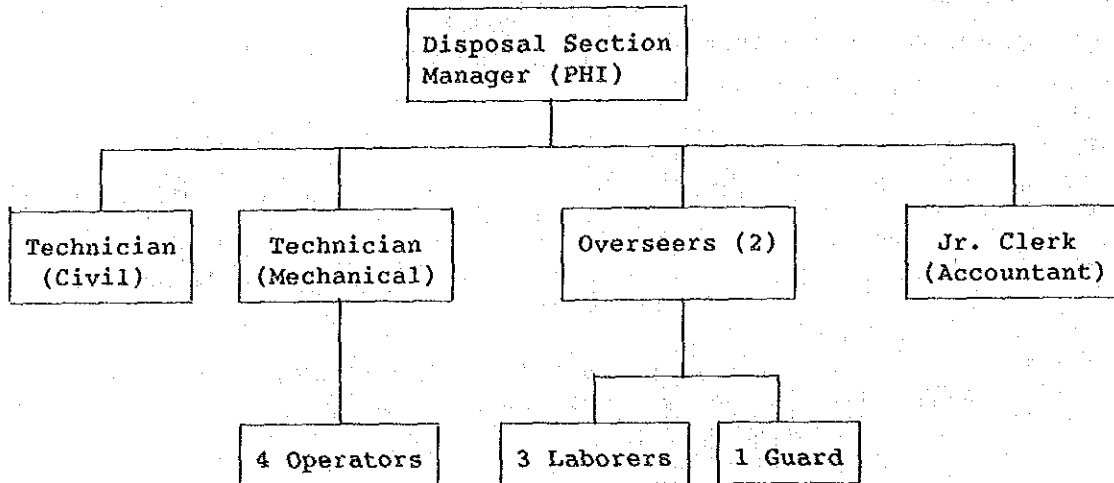 Disposal Section
Manager (PHI)
Technician
(Civil)
Technician
(Mechanical)
Overseers (2)
Jr. Clerk
(Accountant)
4 Operators
3 Laborers
1 Guard